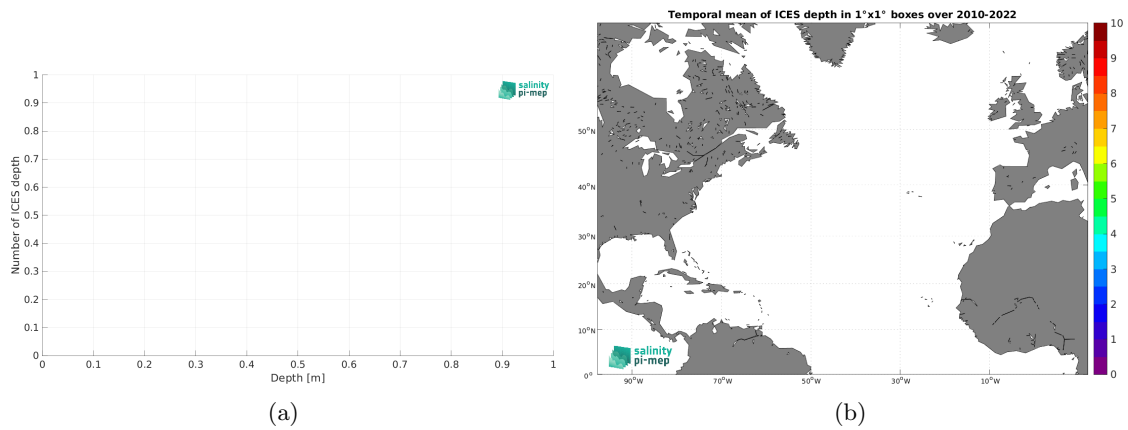 salinity
pi-mep
Number of ICES depth
1
0.9
0.8
0.7
0.6
0.5
0.4
0.3
0.2
0.1
0
0 0.1 0.2 0.3 0.4 0.5 0.6 0.7 0.8 0.9 1
Depth [m]
(a)
Temporal mean of ICES depth in 1°x1° boxes over 2010-2022
50°N
40°N
30°N
20°N
10°N
0°
90°W 70°W 50°W 30°W 10°W
salinity
pi-mep
10
9
8
7
6
5
4
3
2
1
0
(b)